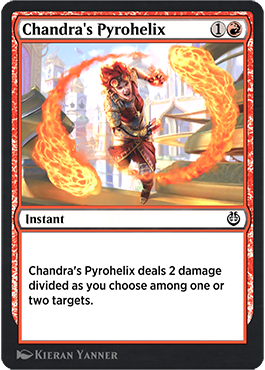 Chandra's Pyrohelix 1
Instant
Chandra's Pyrohelix deals 2 damage
divided as you choose among one or
two targets.
KIERAN YANNER